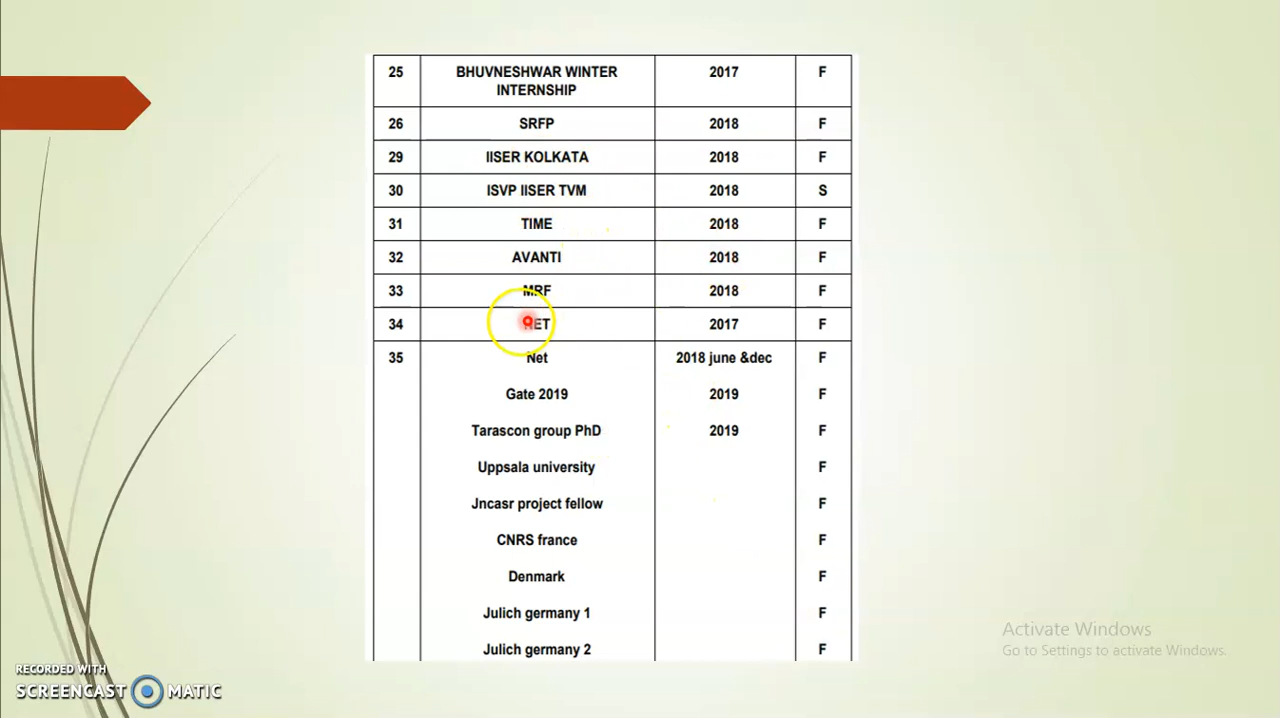 25 BHUVNESHWAR WINTER 2017 F
INTERNSHIP
26 SRFP 2018 F
29 IISER KOLKATA 2018 F
30 ISVP IISER TVM 2018 S
31 TIME 2018 F
32 AVANTI 2018 F
33 MRF 2018 F
34 NET 2017 F
35 Net 2018 june &dec F
Gate 2019 2019 F
Tarascon group PhD 2019 F
Uppsala university F
Jncasr project fellow F
CNRS france F
Denmark F
Julich germany 1 F
Julich germany 2 F
Activate Windows
Go to Settings to activate Windows.
RECORDED WITH
SCREENCAST MATIC